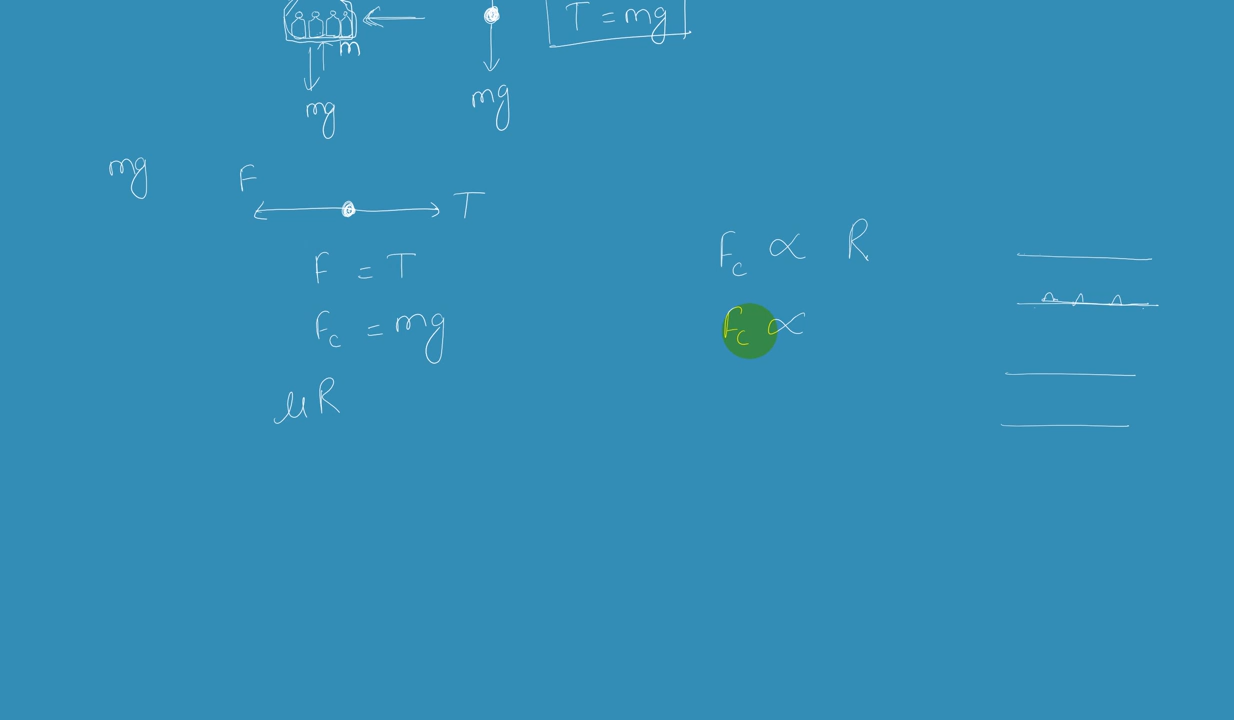 T = mg
m
mg
mg
mg
F
T
F = T
F_c = mg
μR
F_c ∝ R
F_c ∝